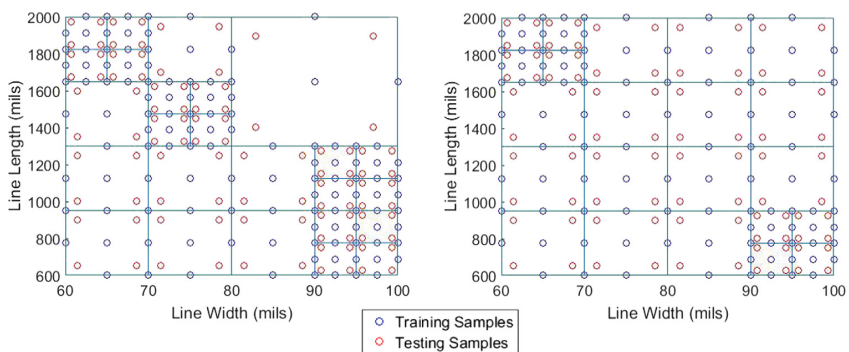 2000
1800
1600
1400
1200
1000
800
600
Line Length (mils)
60 70 80 90 100
Line Width (mils)
2000
1800
1600
1400
1200
1000
800
600
Line Length (mils)
60 70 80 90 100
Line Width (mils)
Training Samples
Testing Samples